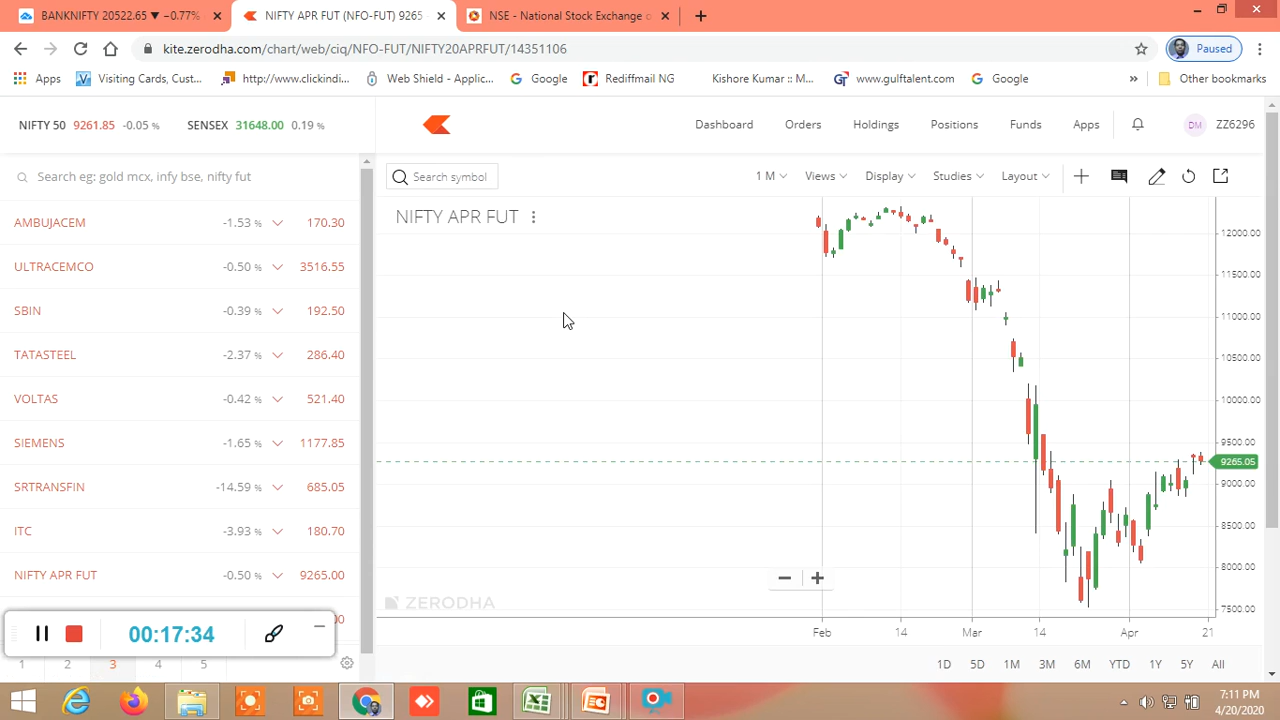 BANKNIFTY 20522.65 ▼ −0.77%
NIFTY APR FUT (NFO-FUT) 9265
NSE - National Stock Exchange o
kite.zerodha.com/chart/web/ciq/NFO-FUT/NIFTY20APRFUT/14351106
Paused
Apps
Visiting Cards, Cust...
http://www.clickindi...
Web Shield - Applic...
Google
Rediffmail NG
Kishore Kumar :: M...
www.gulftalent.com
Google
»
Other bookmarks
NIFTY 50 9261.85 -0.05 %
SENSEX 31648.00 0.19 %
Dashboard
Orders
Holdings
Positions
Funds
Apps
DM
ZZ6296
Search eg: gold mcx, infy bse, nifty fut
Search symbol
1 M
Views
Display
Studies
Layout
AMBUJACEM -1.53 % 170.30
ULTRACEMCO -0.50 % 3516.55
SBIN -0.39 % 192.50
TATASTEEL -2.37 % 286.40
VOLTAS -0.42 % 521.40
SIEMENS -1.65 % 1177.85
SRTRANSFIN -14.59 % 685.05
ITC -3.93 % 180.70
NIFTY APR FUT -0.50 % 9265.00
00
00:17:34
1 2 3 4 5
NIFTY APR FUT
12000.00
11500.00
11000.00
10500.00
10000.00
9500.00
9265.05
9000.00
8500.00
8000.00
7500.00
ZERODHA
Feb 14 Mar 14 Apr 21
1D 5D 1M 3M 6M YTD 1Y 5Y All
7:11 PM
4/20/2020